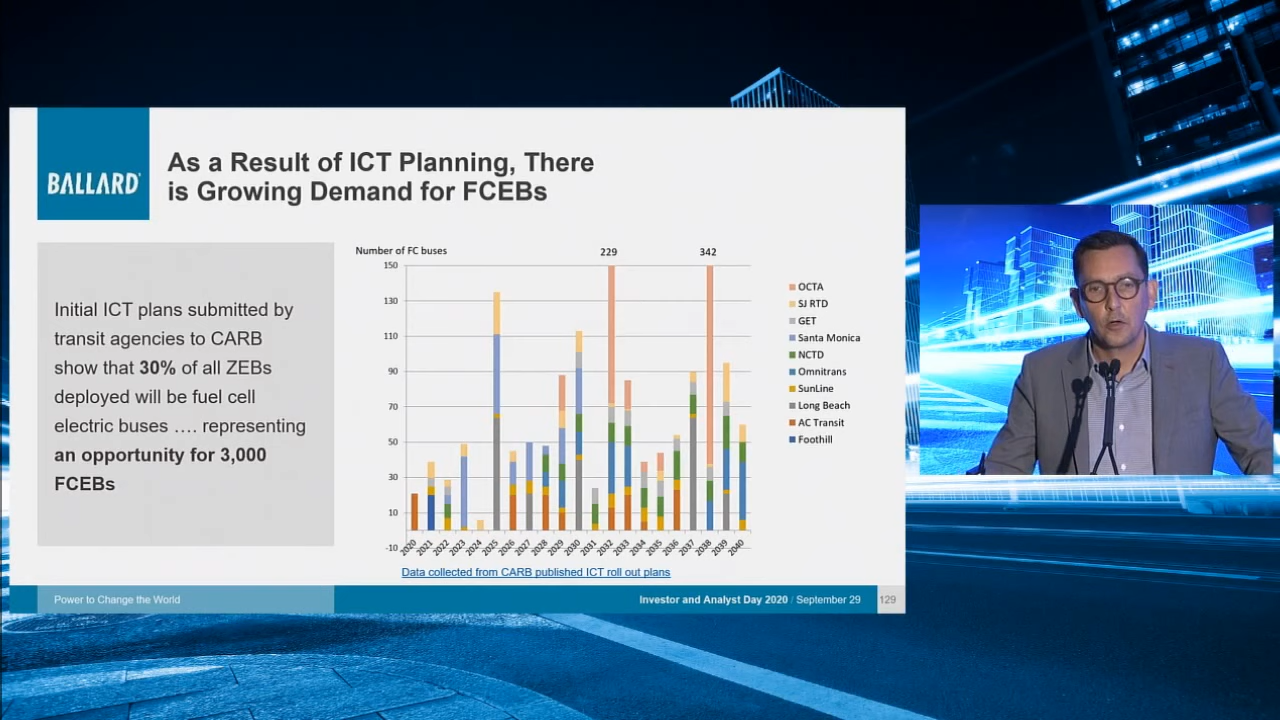 BALLARD
As a Result of ICT Planning, There
is Growing Demand for FCEBs
Initial ICT plans submitted by
transit agencies to CARB
show that 30% of all ZEBs
deployed will be fuel cell
electric buses …. representing
an opportunity for 3,000
FCEBs
Number of FC buses
229
342
150
130
110
90
70
50
30
10
-10
2020
2021
2022
2023
2024
2025
2026
2027
2028
2029
2030
2031
2032
2033
2034
2035
2036
2037
2038
2039
2040
OCTA
SJ RTD
GET
Santa Monica
NCTD
Omnitrans
SunLine
Long Beach
AC Transit
Foothill
Data collected from CARB published ICT roll out plans
Power to Change the World
Investor and Analyst Day 2020 / September 29
129